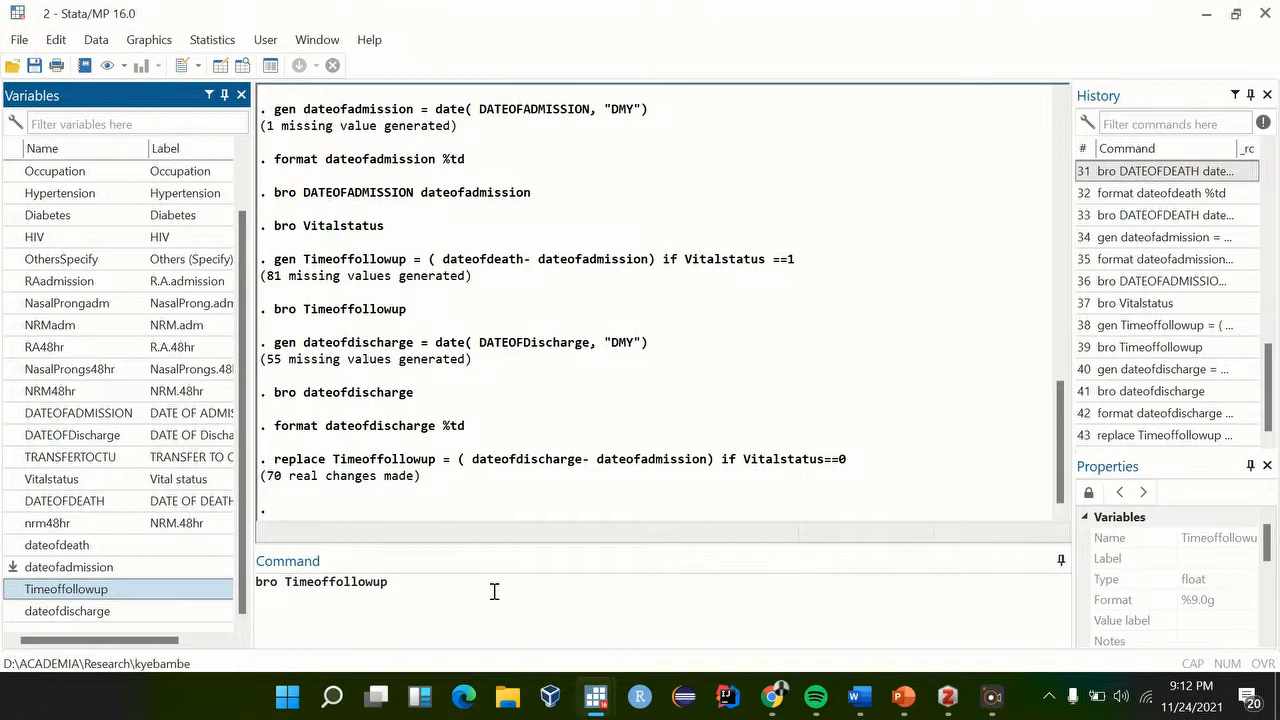 2 - Stata/MP 16.0
File Edit Data Graphics Statistics User Window Help
Variables
Filter variables here
Name Label
Occupation Occupation
Hypertension Hypertension
Diabetes Diabetes
HIV HIV
OthersSpecify Others (Specify)
RAadmission R.A.admission
NasalProngadm NasalProng.adm
NRMadm NRM.adm
RA48hr R.A.48hr
NasalProngs48hr NasalProngs.48
NRM48hr NRM.48hr
DATEOFADMISSION DATE OF ADMIS
DATEOFDischarge DATE OF Discha
TRANSFERTOCTU TRANSFER TO C
Vitalstatus Vital status
DATEOFDEATH DATE OF DEATH
nrm48hr NRM.48hr
dateofdeath
dateofadmission
Timeoffollowup
dateofdischarge
. gen dateofadmission = date( DATEOFADMISSION, "DMY")
(1 missing value generated)
. format dateofadmission %td
. bro DATEOFADMISSION dateofadmission
. bro Vitalstatus
. gen Timeoffollowup = ( dateofdeath- dateofadmission) if Vitalstatus ==1
(81 missing values generated)
. bro Timeoffollowup
. gen dateofdischarge = date( DATEOFDischarge, "DMY")
(55 missing values generated)
. bro dateofdischarge
. format dateofdischarge %td
. replace Timeoffollowup = ( dateofdischarge- dateofadmission) if Vitalstatus==0
(70 real changes made)
.
Command
bro Timeoffollowup
History
Filter commands here
# Command _rc
31 bro DATEOFDEATH date...
32 format dateofdeath %td
33 bro DATEOFDEATH date...
34 gen dateofadmission = ...
35 format dateofadmission...
36 bro DATEOFADMISSIO...
37 bro Vitalstatus
38 gen Timeoffollowup = ( ...
39 bro Timeoffollowup
40 gen dateofdischarge = ...
41 bro dateofdischarge
42 format dateofdischarge ...
43 replace Timeoffollowup ...
Properties
Variables
Name Timeoffollowu
Label
Type float
Format %9.0g
Value label
Notes
D:\ACADEMIA\Research\kyebambe
CAP NUM OVR
9:12 PM
11/24/2021
20